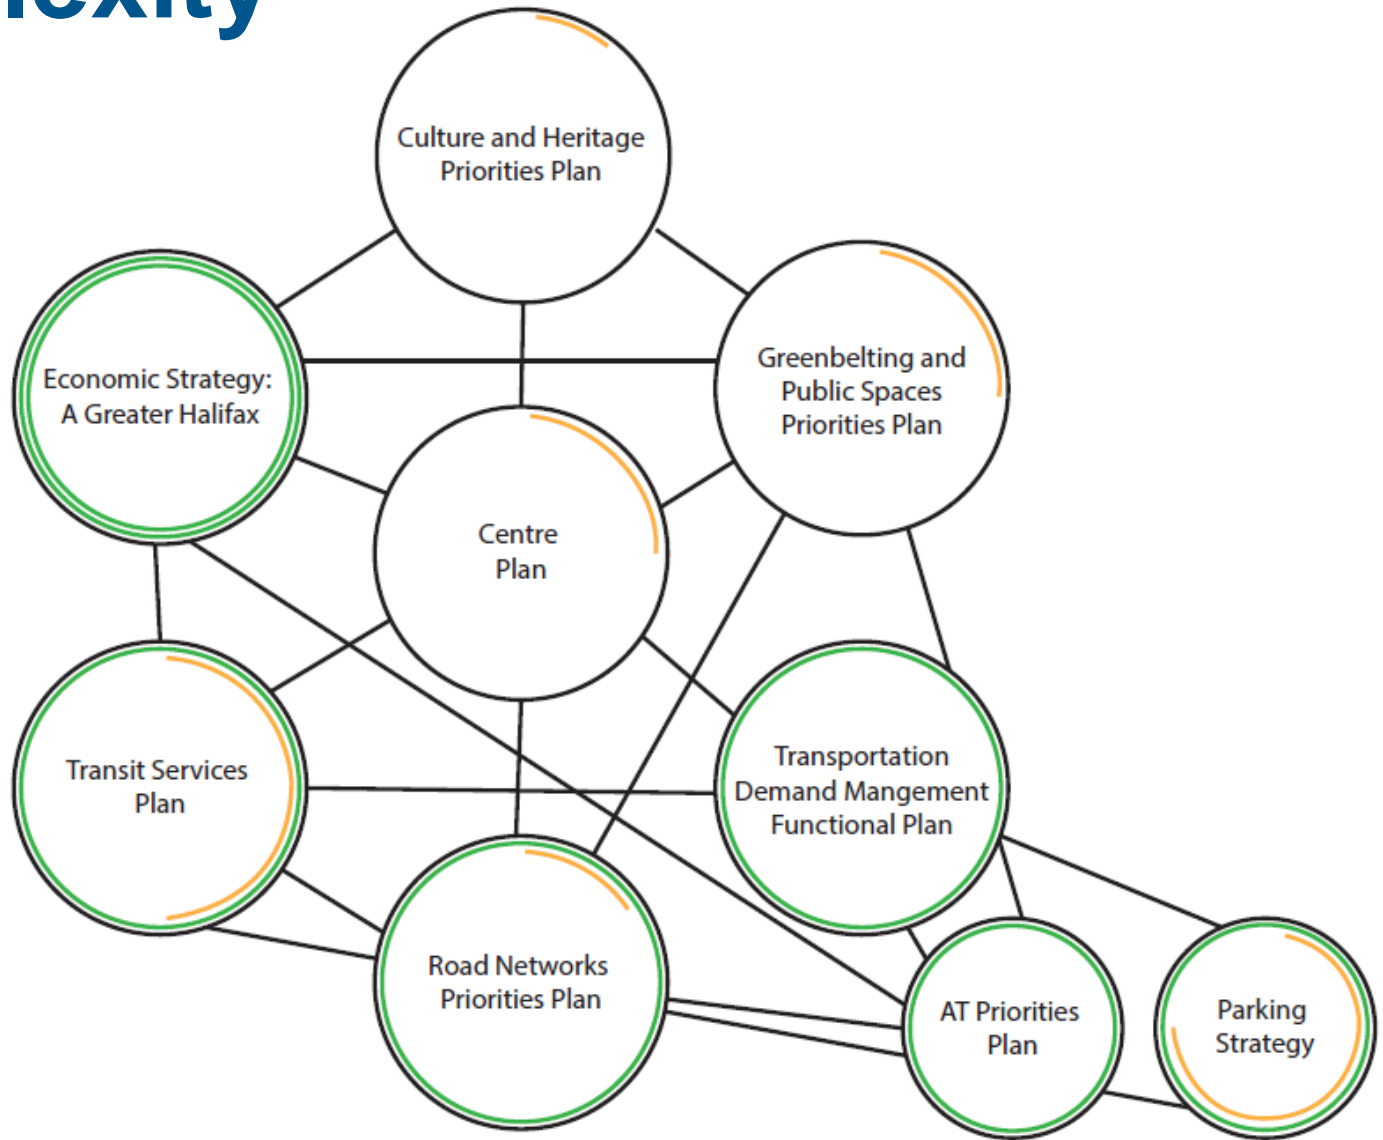 lexity
Culture and Heritage
Priorities Plan
Economic Strategy:
A Greater Halifax
Greenbelting and
Public Spaces
Priorities Plan
Centre
Plan
Transit Services
Plan
Transportation
Demand Mangement
Functional Plan
Road Networks
Priorities Plan
AT Priorities
Plan
Parking
Strategy